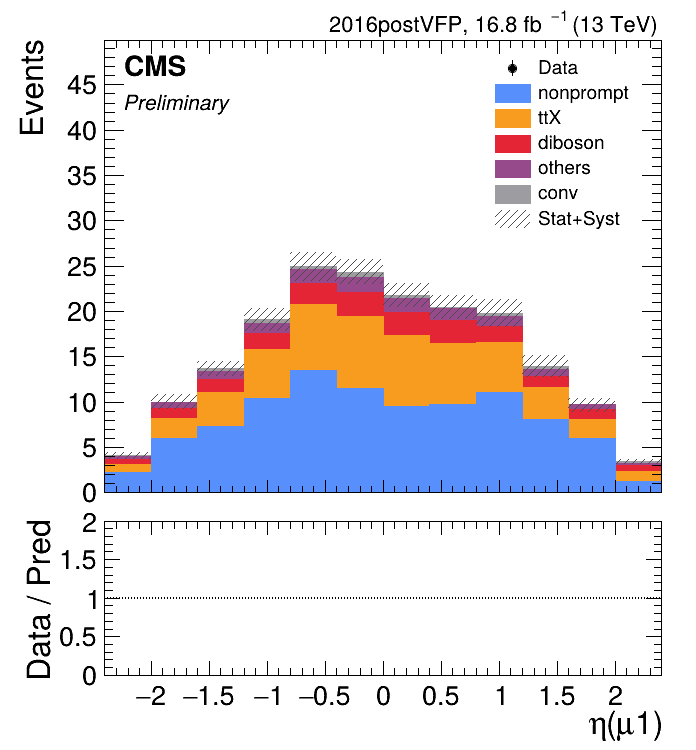 2016postVFP, 16.8 fb⁻¹ (13 TeV)
CMS
Preliminary
Events
45
40
35
30
25
20
15
10
5
0
Data
nonprompt
ttX
diboson
others
conv
Stat+Syst
Data / Pred
2
1.5
1
0.5
0
−2 −1.5 −1 −0.5 0 0.5 1 1.5 2
η(μ1)